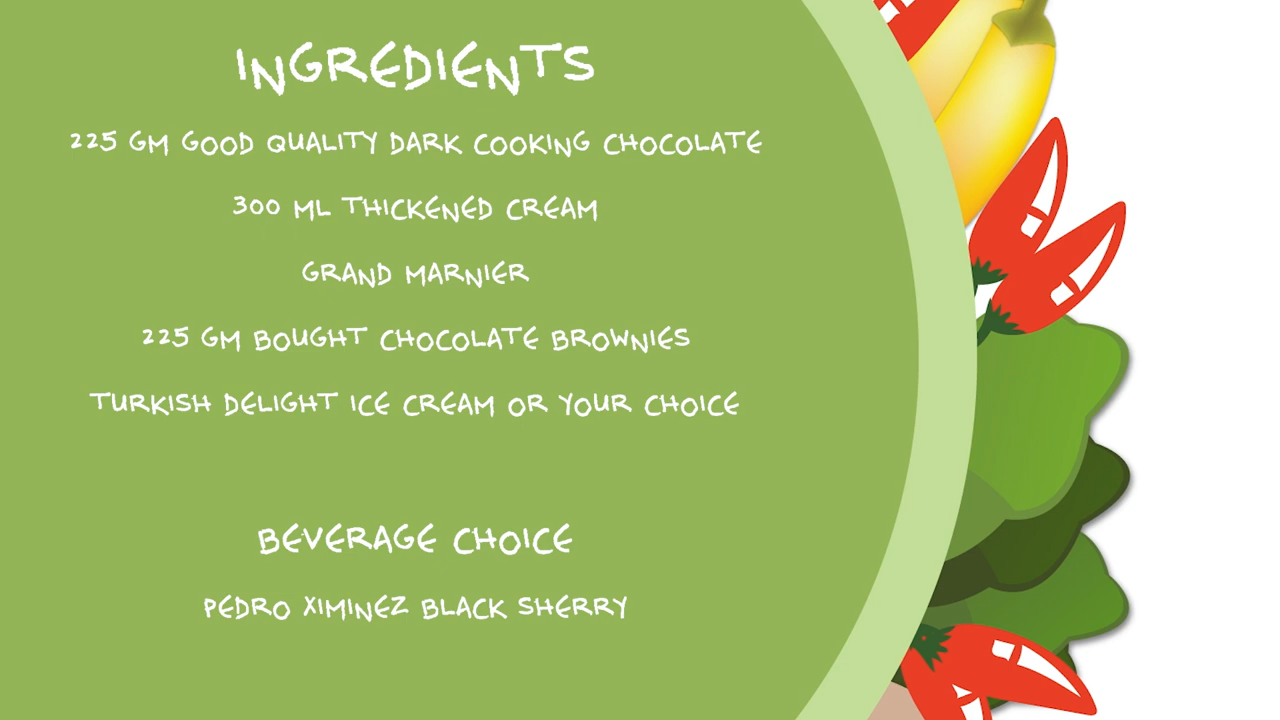 INGREDIENTS
225 GM GOOD QUALITY DARK COOKING CHOCOLATE
300 ML THICKENED CREAM
GRAND MARNIER
225 GM BOUGHT CHOCOLATE BROWNIES
TURKISH DELIGHT ICE CREAM OR YOUR CHOICE
BEVERAGE CHOICE
PEDRO XIMINEZ BLACK SHERRY